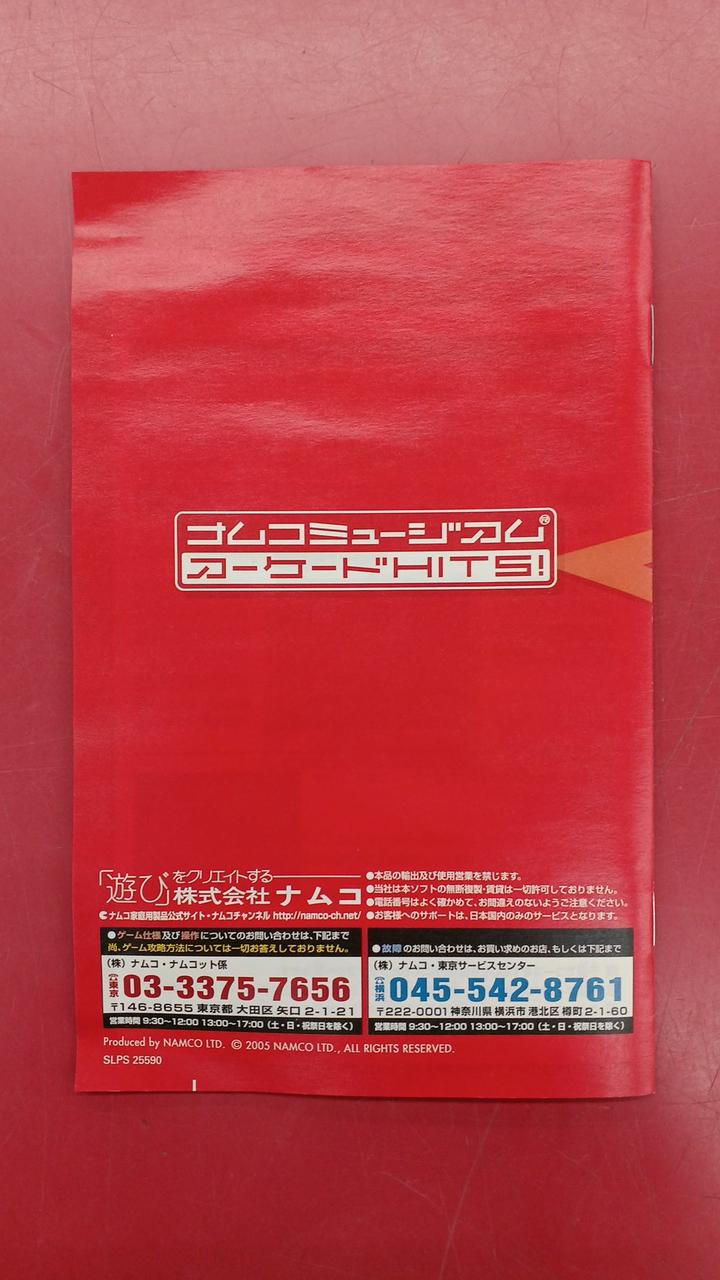 ナムコミュージアム®
アーケードHITS!
「遊び」をクリエイトする
株式会社 ナムコ
ナムコ家庭用製品公式サイト・ナムコチャンネル http://namco-ch.net/
●本品の輸出及び使用営業を禁じます。
●当社は本ソフトの無断複製・賃貸は一切許可しておりません。
●電話番号はよく確かめて、お間違えのないようご注意ください。
●お客様へのサポートは、日本国内のみのサービスとなります。
●ゲーム仕様及び操作についてのお問い合わせは、下記まで
尚、ゲーム攻略方法については一切お答えしておりません。
(株) ナムコ・ナムコット係
☎東京 03-3375-7656
〒146-8655 東京都 大田区 矢口 2-1-21
営業時間 9:30~12:00 13:00~17:00 (土・日・祝祭日を除く)
●故障のお問い合わせは、お買い求めのお店、もしくは下記まで
(株) ナムコ・東京サービスセンター
☎横浜 045-542-8761
〒222-0001 神奈川県 横浜市 港北区 樽町 2-1-60
営業時間 9:30~12:00 13:00~17:00 (土・日・祝祭日を除く)
Produced by NAMCO LTD. © 2005 NAMCO LTD., ALL RIGHTS RESERVED.
SLPS 25590